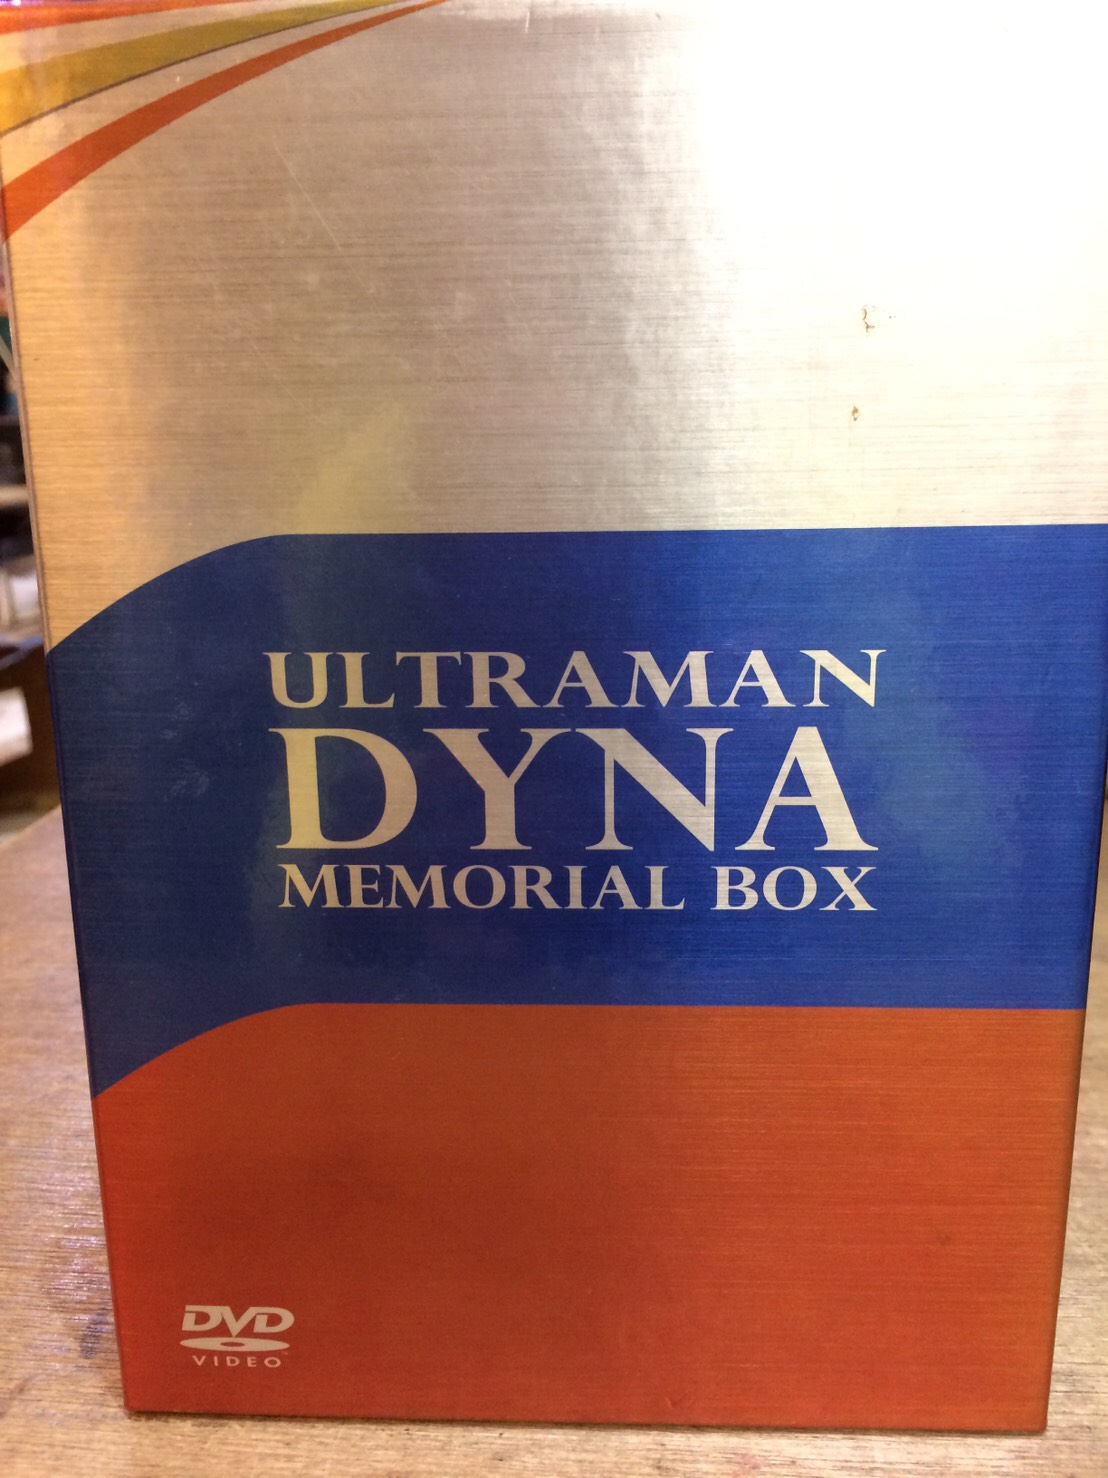 ULTRAMAN
DYNA
MEMORIAL BOX
DVD
VIDEO